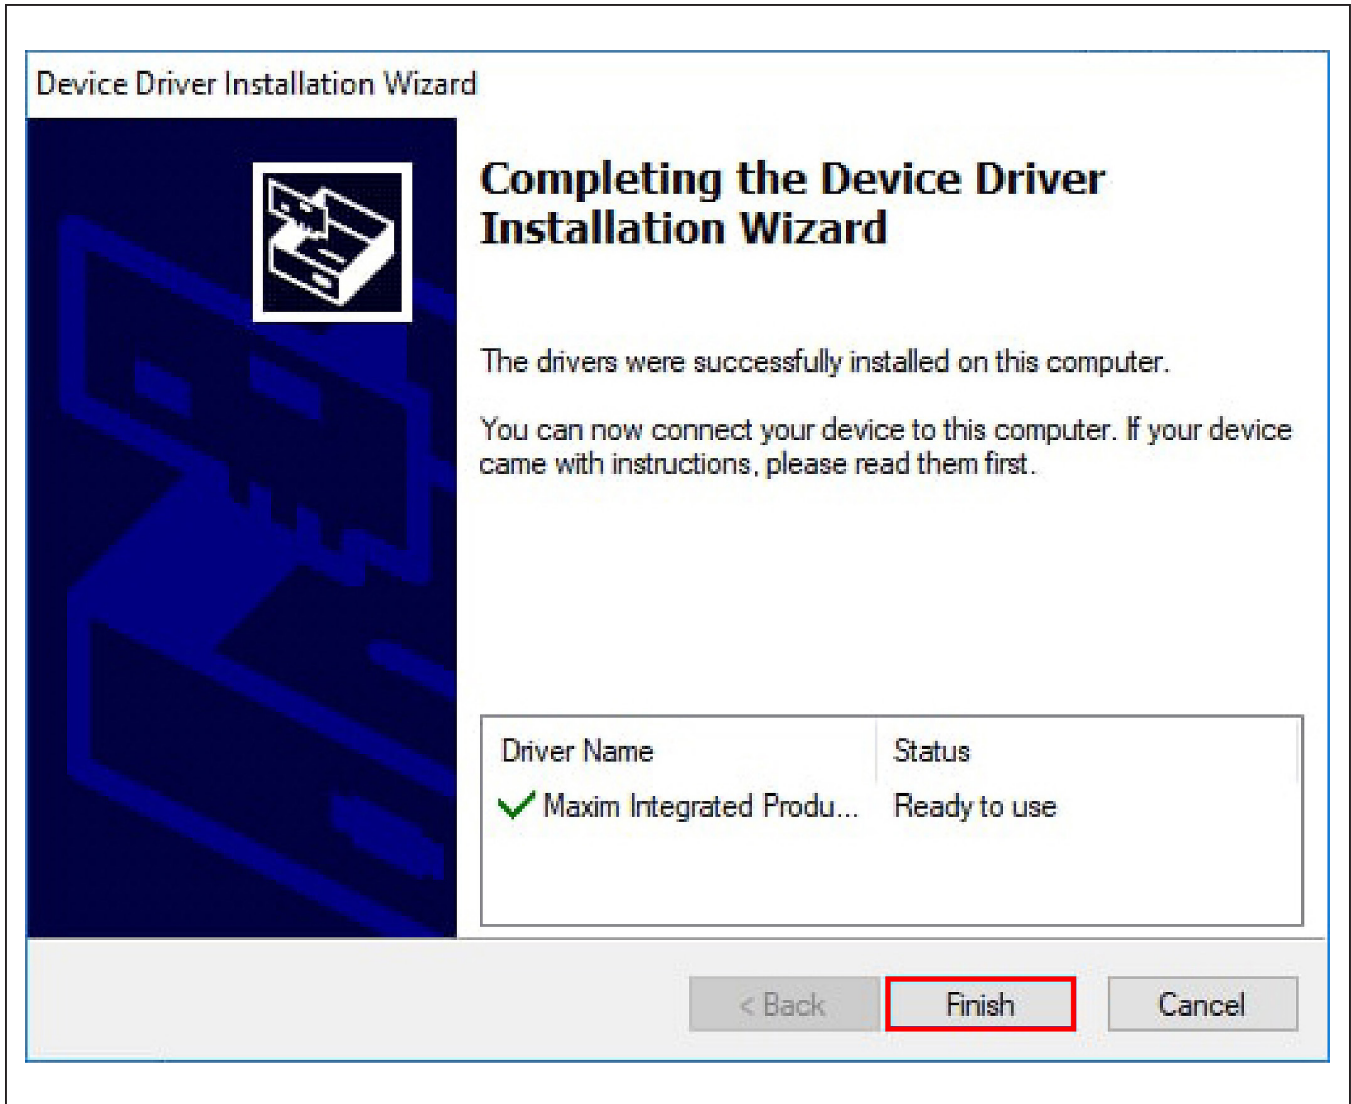 Device Driver Installation Wizard
Completing the Device Driver
Installation Wizard
The drivers were successfully installed on this computer.
You can now connect your device to this computer. If your device
came with instructions, please read them first.
Driver Name Status
Maxim Integrated Produ... Ready to use
< Back Finish Cancel